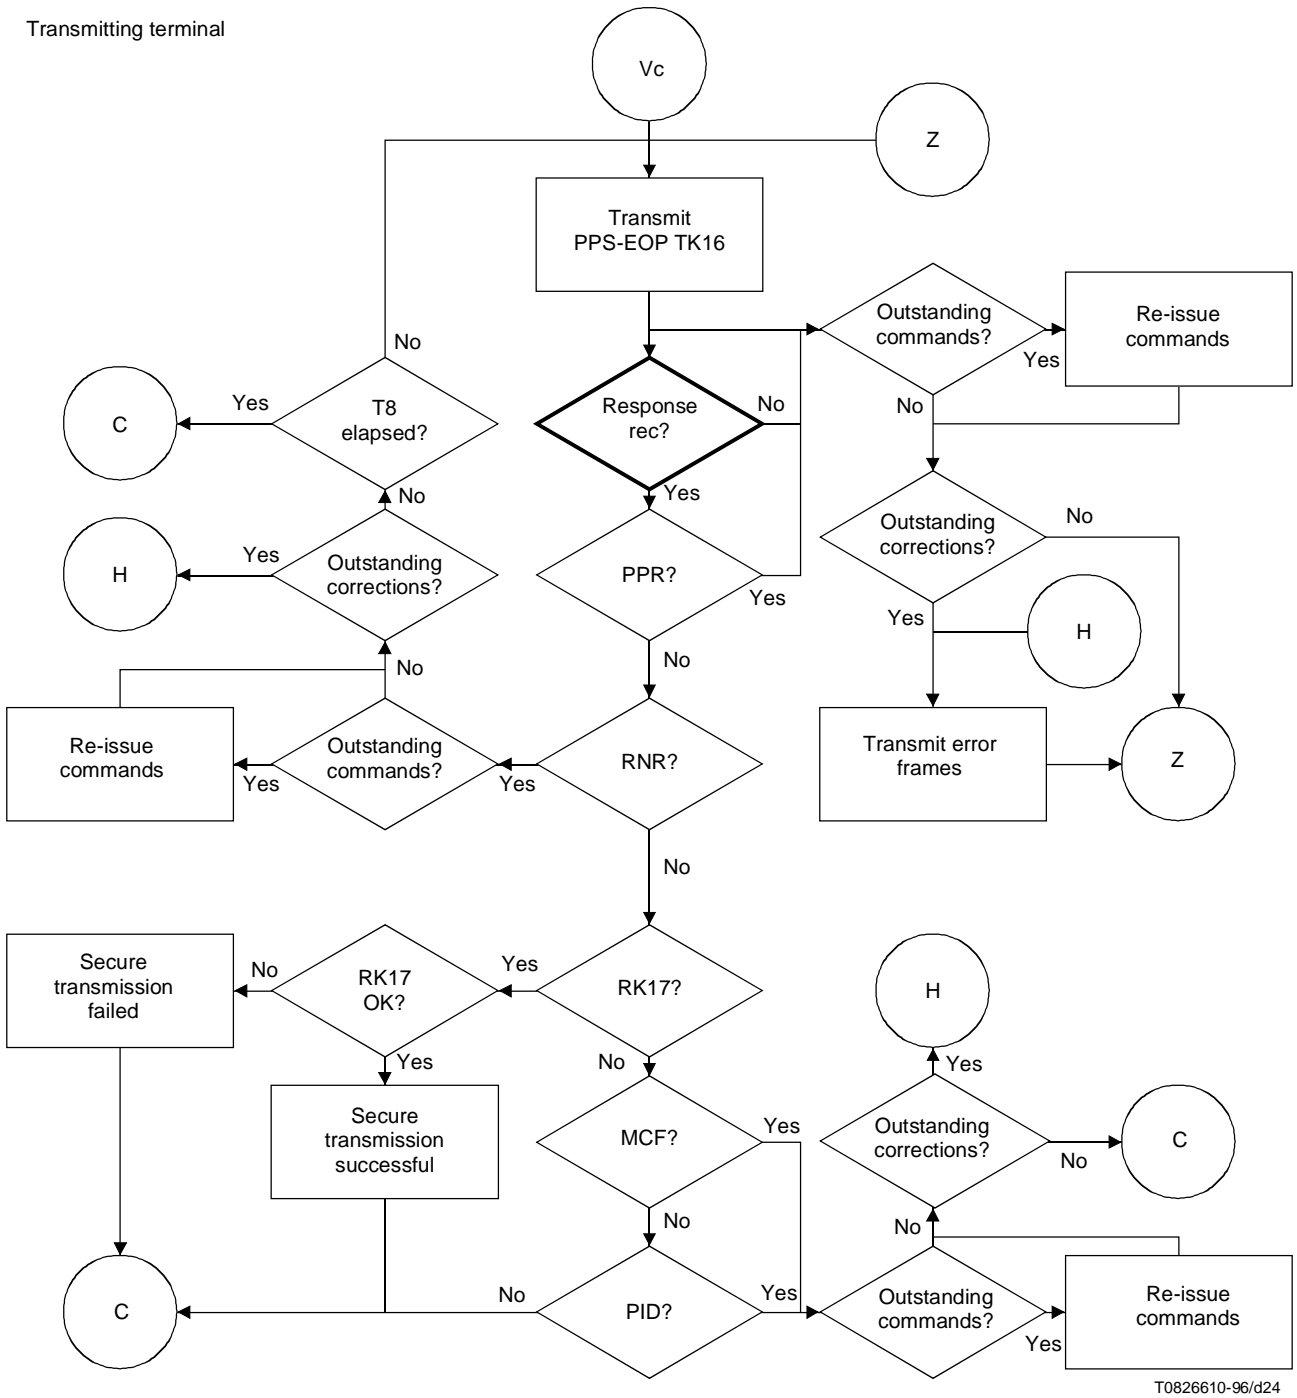 Transmitting terminal
Vc
Z
Transmit
PPS-EOP TK16
Outstanding
commands?
Yes
No
Re-issue
commands
No
T8
elapsed?
Yes
C
Response
rec?
No
Yes
No
Outstanding
corrections?
No
Yes
H
Yes
H
Outstanding
corrections?
PPR?
Yes
No
No
Re-issue
commands
Yes
Outstanding
commands?
Yes
RNR?
No
Transmit error
frames
Z
Secure
transmission
failed
No
RK17
OK?
Yes
Yes
RK17?
No
H
Yes
Secure
transmission
successful
MCF?
Yes
No
Outstanding
corrections?
No
C
No
C
No
PID?
Yes
Outstanding
commands?
Yes
Re-issue
commands
T0826610-96/d24